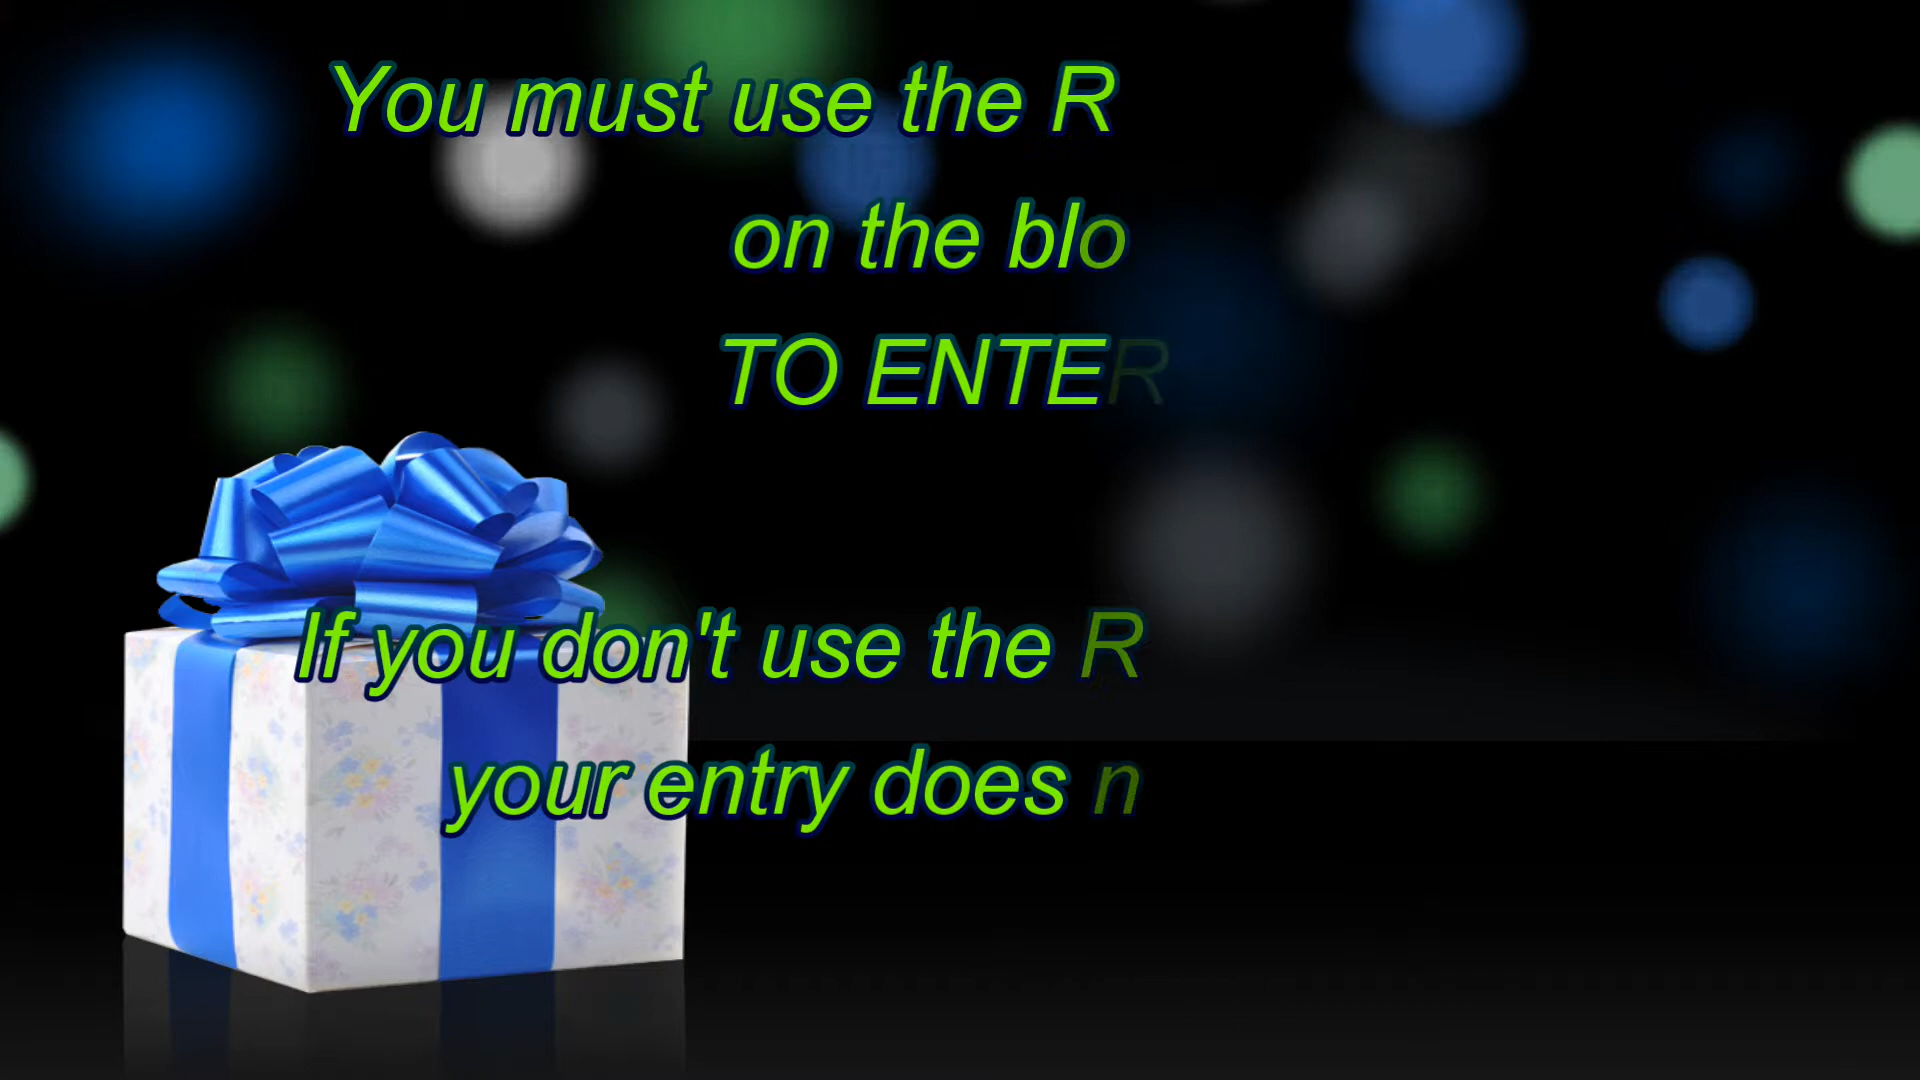 You must use the R
on the blo
TO ENTER
If you don't use the R
your entry does n